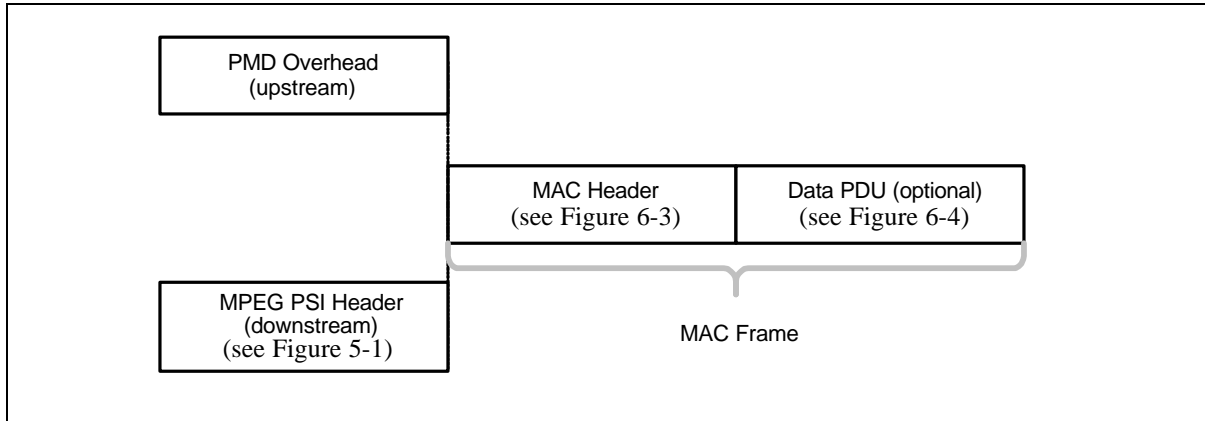 PMD Overhead
(upstream)
MAC Header
(see Figure 6-3)
Data PDU (optional)
(see Figure 6-4)
MPEG PSI Header
(downstream)
(see Figure 5-1)
MAC Frame